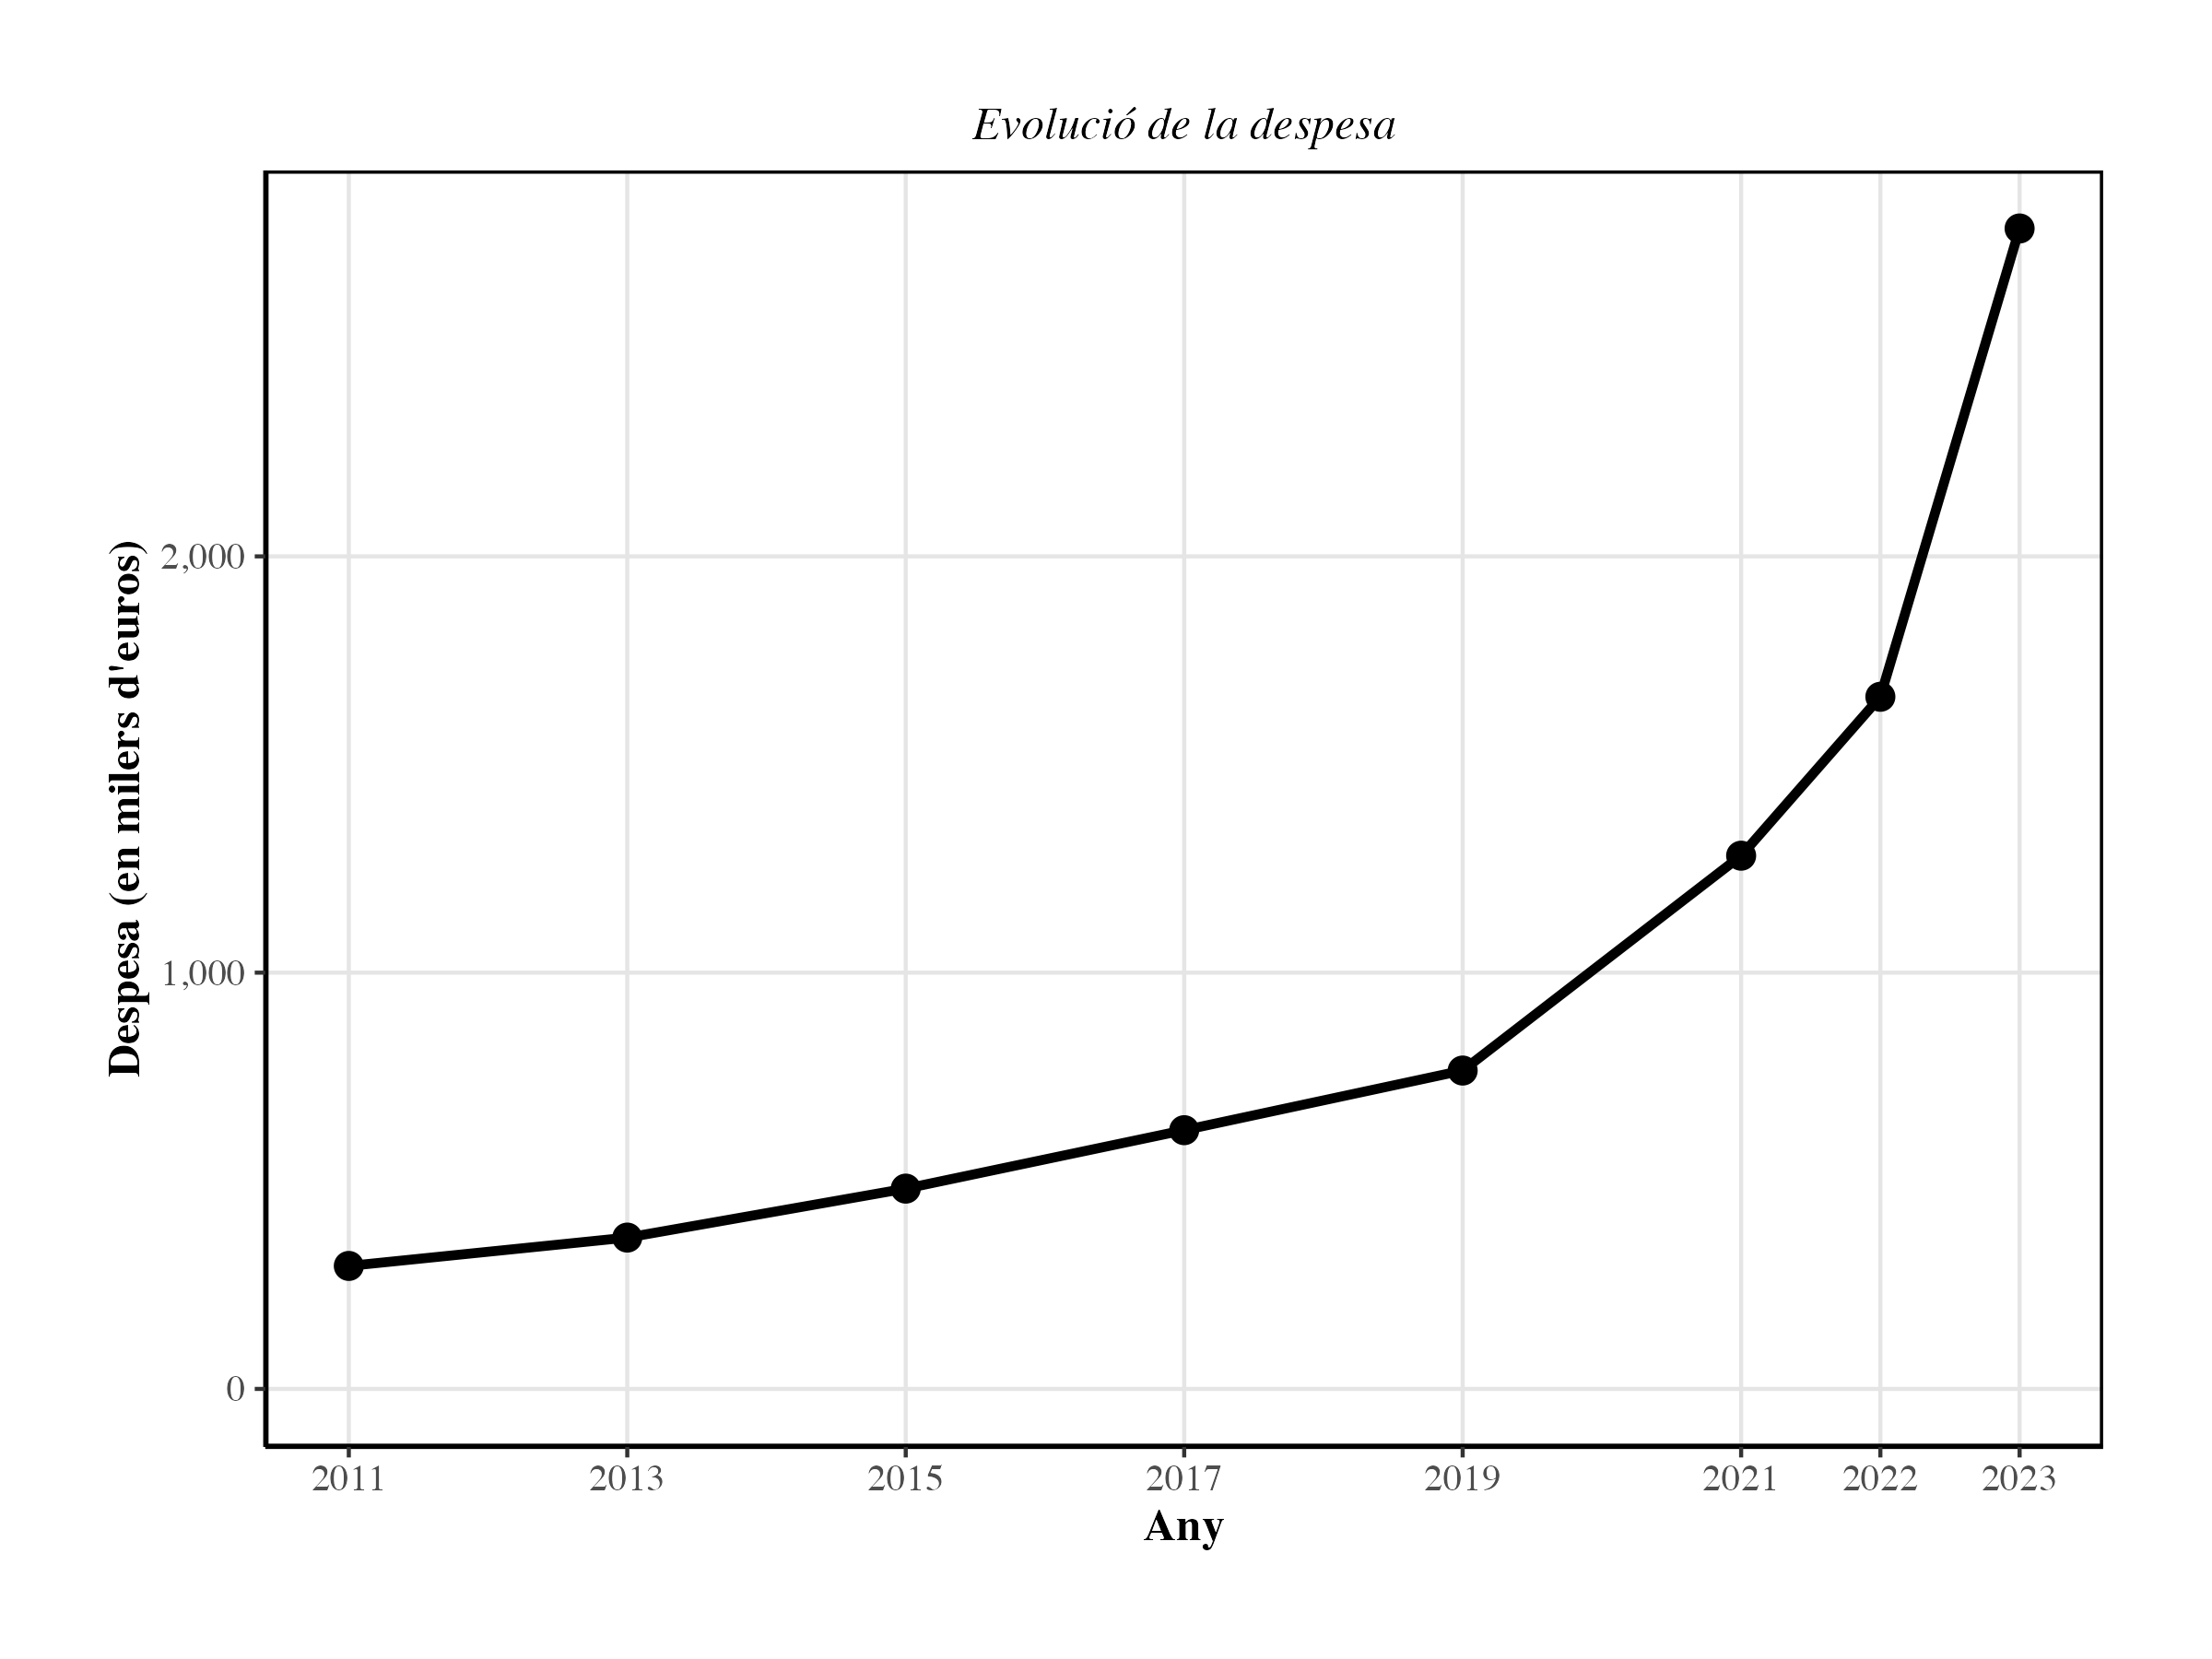 Evolució de la despesa
Despesa (en milers d'euros)
2,000
1,000
0
2011 2013 2015 2017 2019 2021 2022 2023
Any